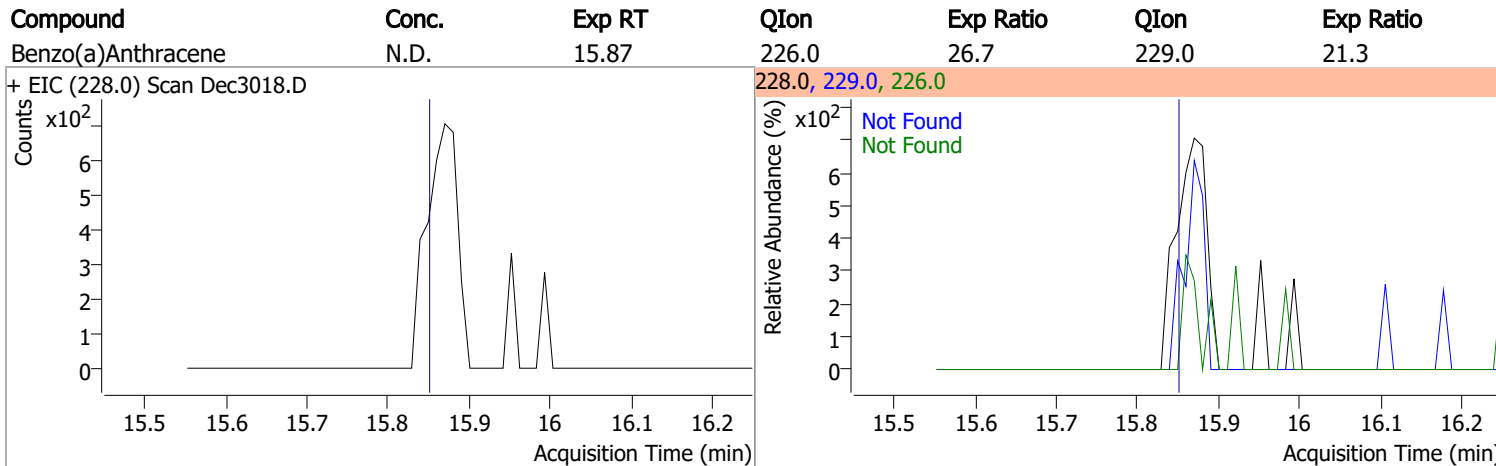 Compound Conc. Exp RT QIon Exp Ratio QIon Exp Ratio
Benzo(a)Anthracene N.D. 15.87 226.0 26.7 229.0 21.3
+ EIC (228.0) Scan Dec3018.D
Counts
x10²
6
5
4
3
2
1
0
15.5 15.6 15.7 15.8 15.9 16 16.1 16.2
Acquisition Time (min)
228.0, 229.0, 226.0
Relative Abundance (%)
x10²
Not Found
Not Found
6
5
4
3
2
1
0
15.5 15.6 15.7 15.8 15.9 16 16.1 16.2
Acquisition Time (min)